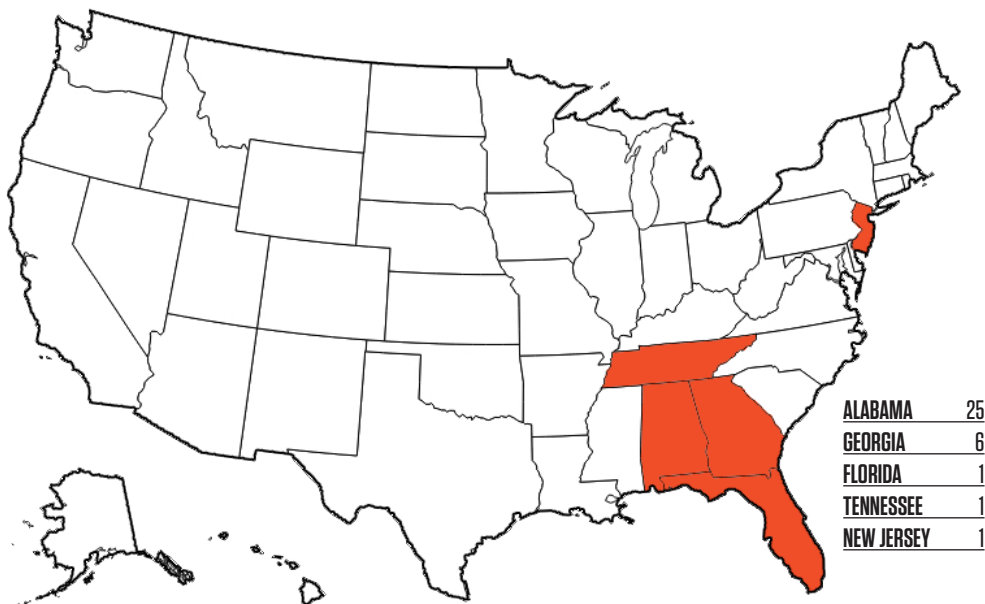 ALABAMA 25
GEORGIA 6
FLORIDA 1
TENNESSEE 1
NEW JERSEY 1